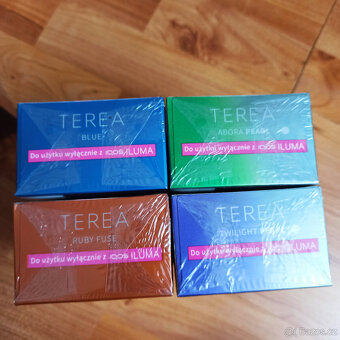 TEREA
BLUE
Do użytku wyłącznie z IQOS ILUMA
TEREA
ABORA PEARL
Do użytku wyłącznie z IQOS ILUMA
TEREA
RUBY FUSE
Do użytku wyłącznie z IQOS ILUMA
TEREA
TWILIGHT
Do użytku wyłącznie z IQOS ILUMA